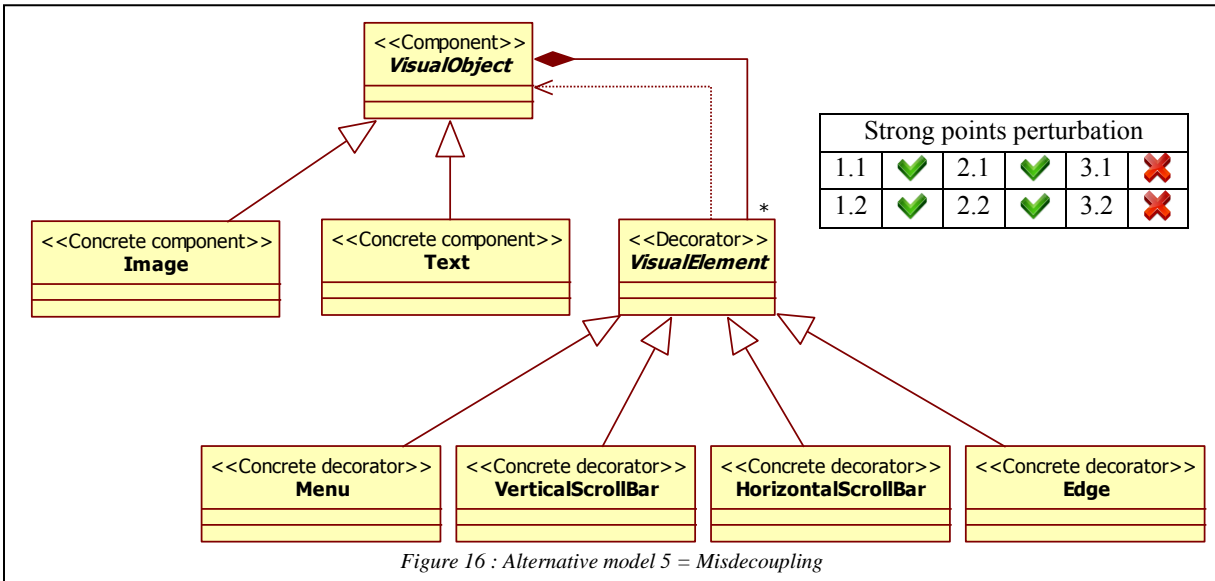 <<Component>>
VisualObject
Strong points perturbation
1.1 ✔ 2.1 ✔ 3.1 ✘
1.2 ✔ 2.2 ✔ 3.2 ✘
*
<<Concrete component>>
Image
<<Concrete component>>
Text
<<Decorator>>
VisualElement
<<Concrete decorator>>
Menu
<<Concrete decorator>>
VerticalScrollBar
<<Concrete decorator>>
HorizontalScrollBar
<<Concrete decorator>>
Edge
Figure 16 : Alternative model 5 = Misdecoupling